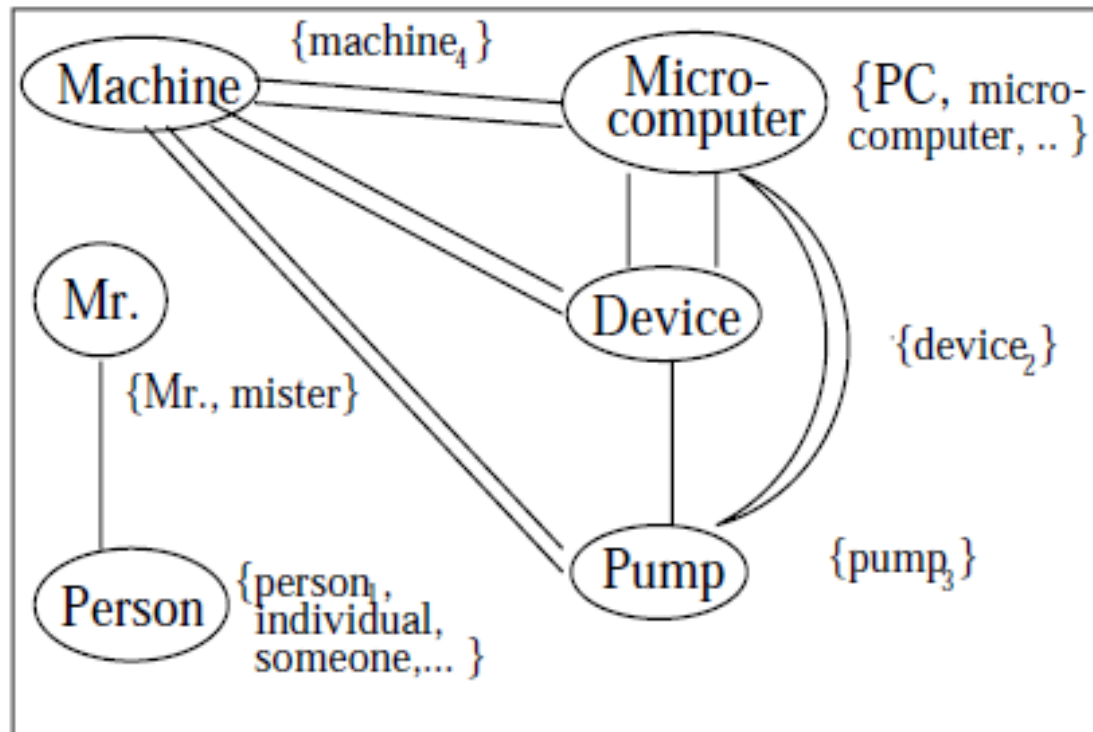 {machine4}
Machine
Micro-
computer
{PC, micro-
computer, .. }
Mr.
Device
{device2}
{Mr., mister}
Pump
{pump3}
Person
{person1,
individual,
someone,... }